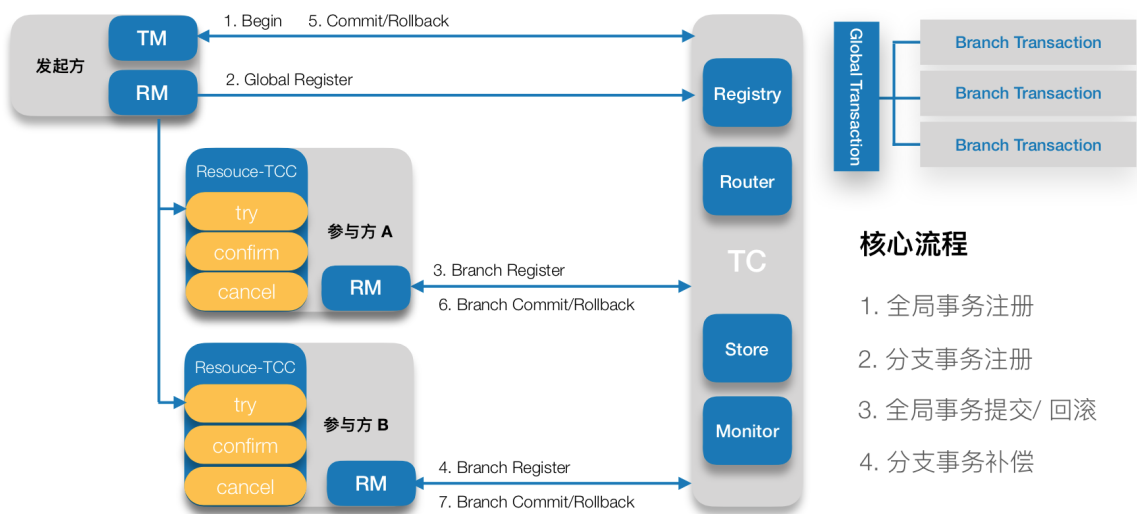 1. Begin 5. Commit/Rollback
TM
发起方
RM
2. Global Register
Resouce-TCC
try
confirm
cancel
参与方 A
RM
3. Branch Register
6. Branch Commit/Rollback
Resouce-TCC
try
confirm
cancel
参与方 B
RM
4. Branch Register
7. Branch Commit/Rollback
Registry
Router
TC
Store
Monitor
Global Transaction
Branch Transaction
Branch Transaction
Branch Transaction
核心流程
1. 全局事务注册
2. 分支事务注册
3. 全局事务提交/ 回滚
4. 分支事务补偿